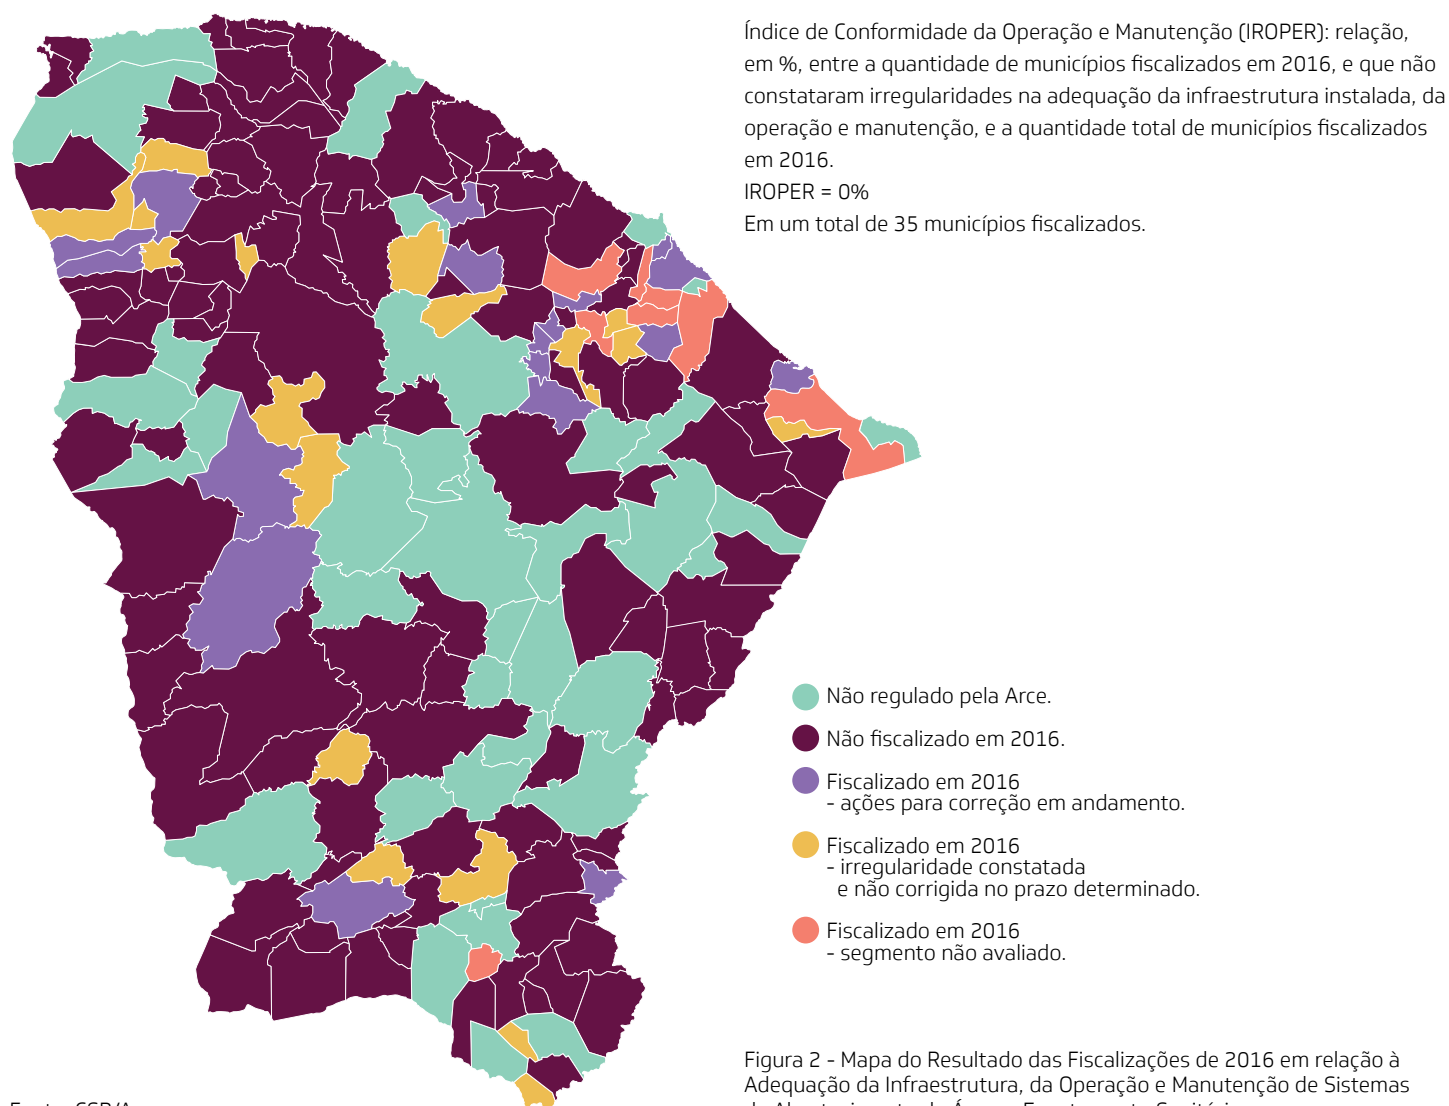 Índice de Conformidade da Operação e Manutenção (IROPER): relação,
em %, entre a quantidade de municípios fiscalizados em 2016, e que não
constataram irregularidades na adequação da infraestrutura instalada, da
operação e manutenção, e a quantidade total de municípios fiscalizados
em 2016.
IROPER = 0%
Em um total de 35 municípios fiscalizados.
Não regulado pela Arce.
Não fiscalizado em 2016.
Fiscalizado em 2016
- ações para correção em andamento.
Fiscalizado em 2016
- irregularidade constatada
e não corrigida no prazo determinado.
Fiscalizado em 2016
- segmento não avaliado.
Figura 2 - Mapa do Resultado das Fiscalizações de 2016 em relação à
Adequação da Infraestrutura, da Operação e Manutenção de Sistemas